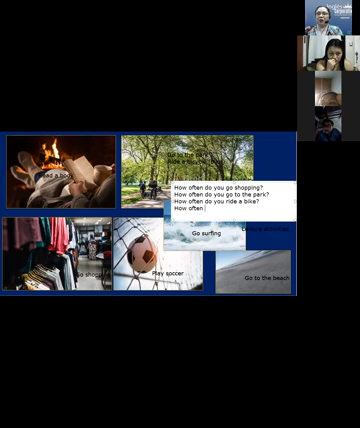 Go to the park
Ride a bicycle
Read a book
How often do you go shopping?
How often do you go to the park?
How often do you ride a bike?
How often
Go surfing
Go shopping
Play soccer
Go to the beach